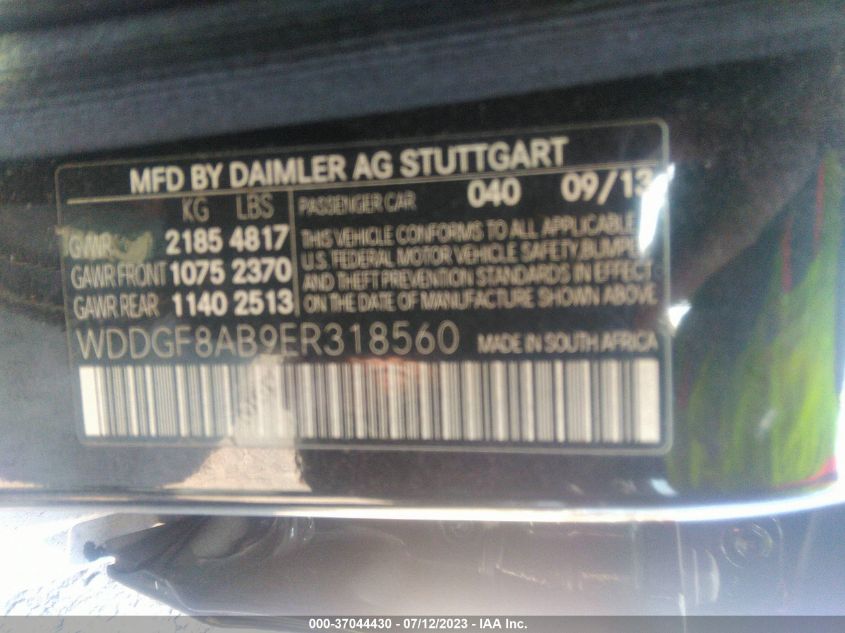 MFD BY DAIMLER AG STUTTGART
KG LBS PASSENGER CAR 040 09/13
GVWR 2185 4817 THIS VEHICLE CONFORMS TO ALL APPLICABLE
U.S. FEDERAL MOTOR VEHICLE SAFETY, BUMPER
GAWR FRONT 1075 2370 AND THEFT PREVENTION STANDARDS IN EFFECT
GAWR REAR 1140 2513 ON THE DATE OF MANUFACTURE SHOWN ABOVE.
WDDGF8AB9ER318560 MADE IN SOUTH AFRICA
000-37044430 - 07/12/2023 - IAA Inc.